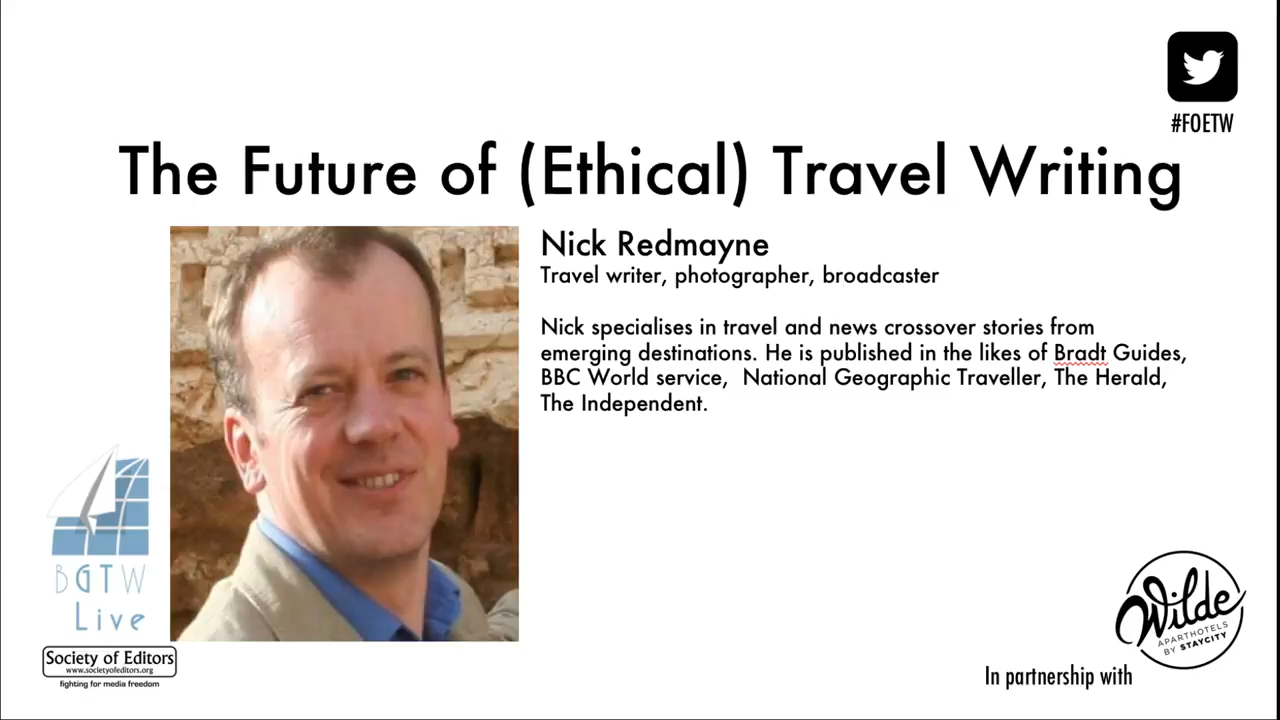 #FOETW
The Future of (Ethical) Travel Writing
Nick Redmayne
Travel writer, photographer, broadcaster
Nick specialises in travel and news crossover stories from
emerging destinations. He is published in the likes of Bradt Guides,
BBC World service,  National Geographic Traveller, The Herald,
The Independent.
BGTW
Live
Society of Editors
www.societyofeditors.org
fighting for media freedom
Wilde
APARTHOTELS
BY STAYCITY
In partnership with